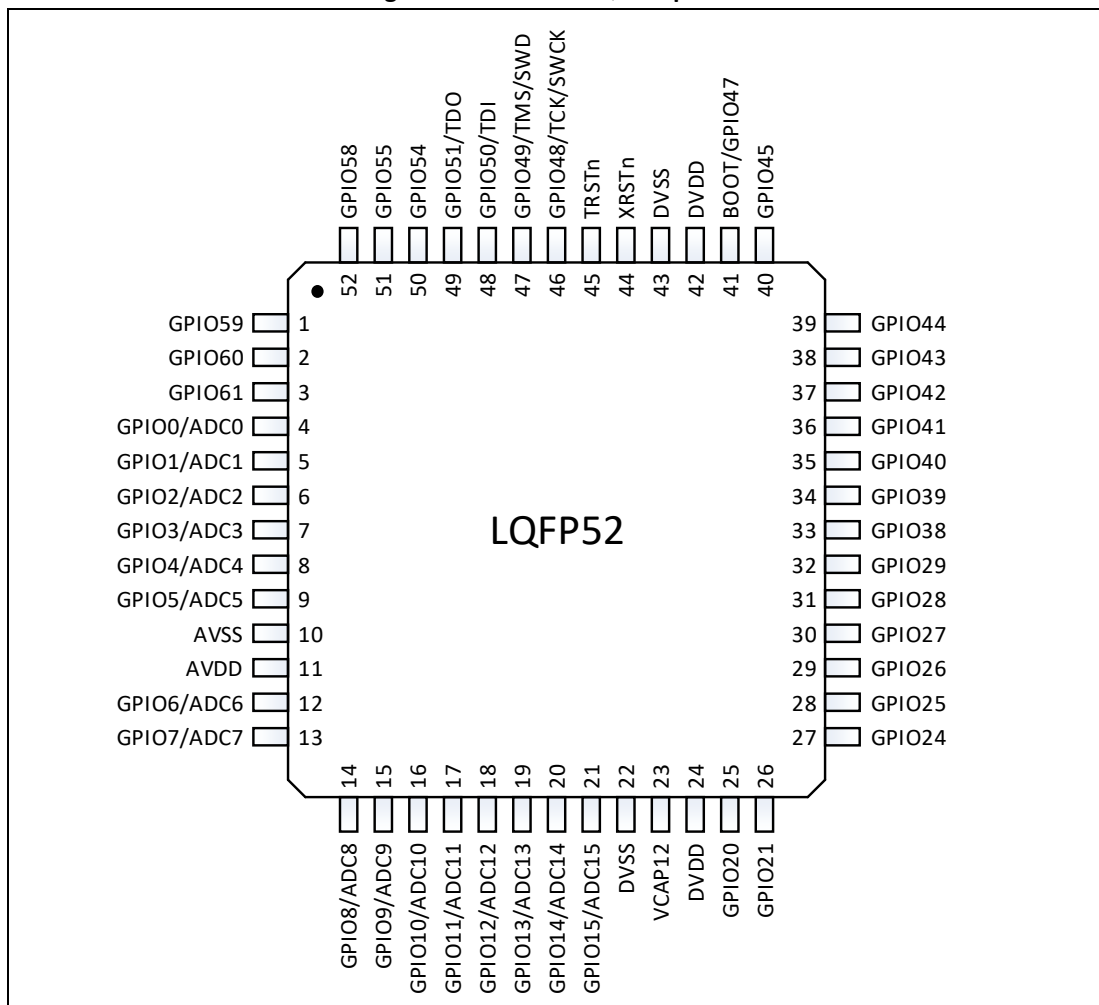 GPIO58
GPIO55
GPIO54
GPIO51/TDO
GPIO50/TDI
GPIO49/TMS/SWD
GPIO48/TCK/SWCK
TRSTn
XRSTn
DVSS
DVDD
BOOT/GPIO47
GPIO45
52
51
50
49
48
47
46
45
44
43
42
41
40
GPIO59 1
GPIO60 2
GPIO61 3
GPIO0/ADC0 4
GPIO1/ADC1 5
GPIO2/ADC2 6
GPIO3/ADC3 7
GPIO4/ADC4 8
GPIO5/ADC5 9
AVSS 10
AVDD 11
GPIO6/ADC6 12
GPIO7/ADC7 13
LQFP52
39 GPIO44
38 GPIO43
37 GPIO42
36 GPIO41
35 GPIO40
34 GPIO39
33 GPIO38
32 GPIO29
31 GPIO28
30 GPIO27
29 GPIO26
28 GPIO25
27 GPIO24
14
15
16
17
18
19
20
21
22
23
24
25
26
GPIO8/ADC8
GPIO9/ADC9
GPIO10/ADC10
GPIO11/ADC11
GPIO12/ADC12
GPIO13/ADC13
GPIO14/ADC14
GPIO15/ADC15
DVSS
VCAP12
DVDD
GPIO20
GPIO21